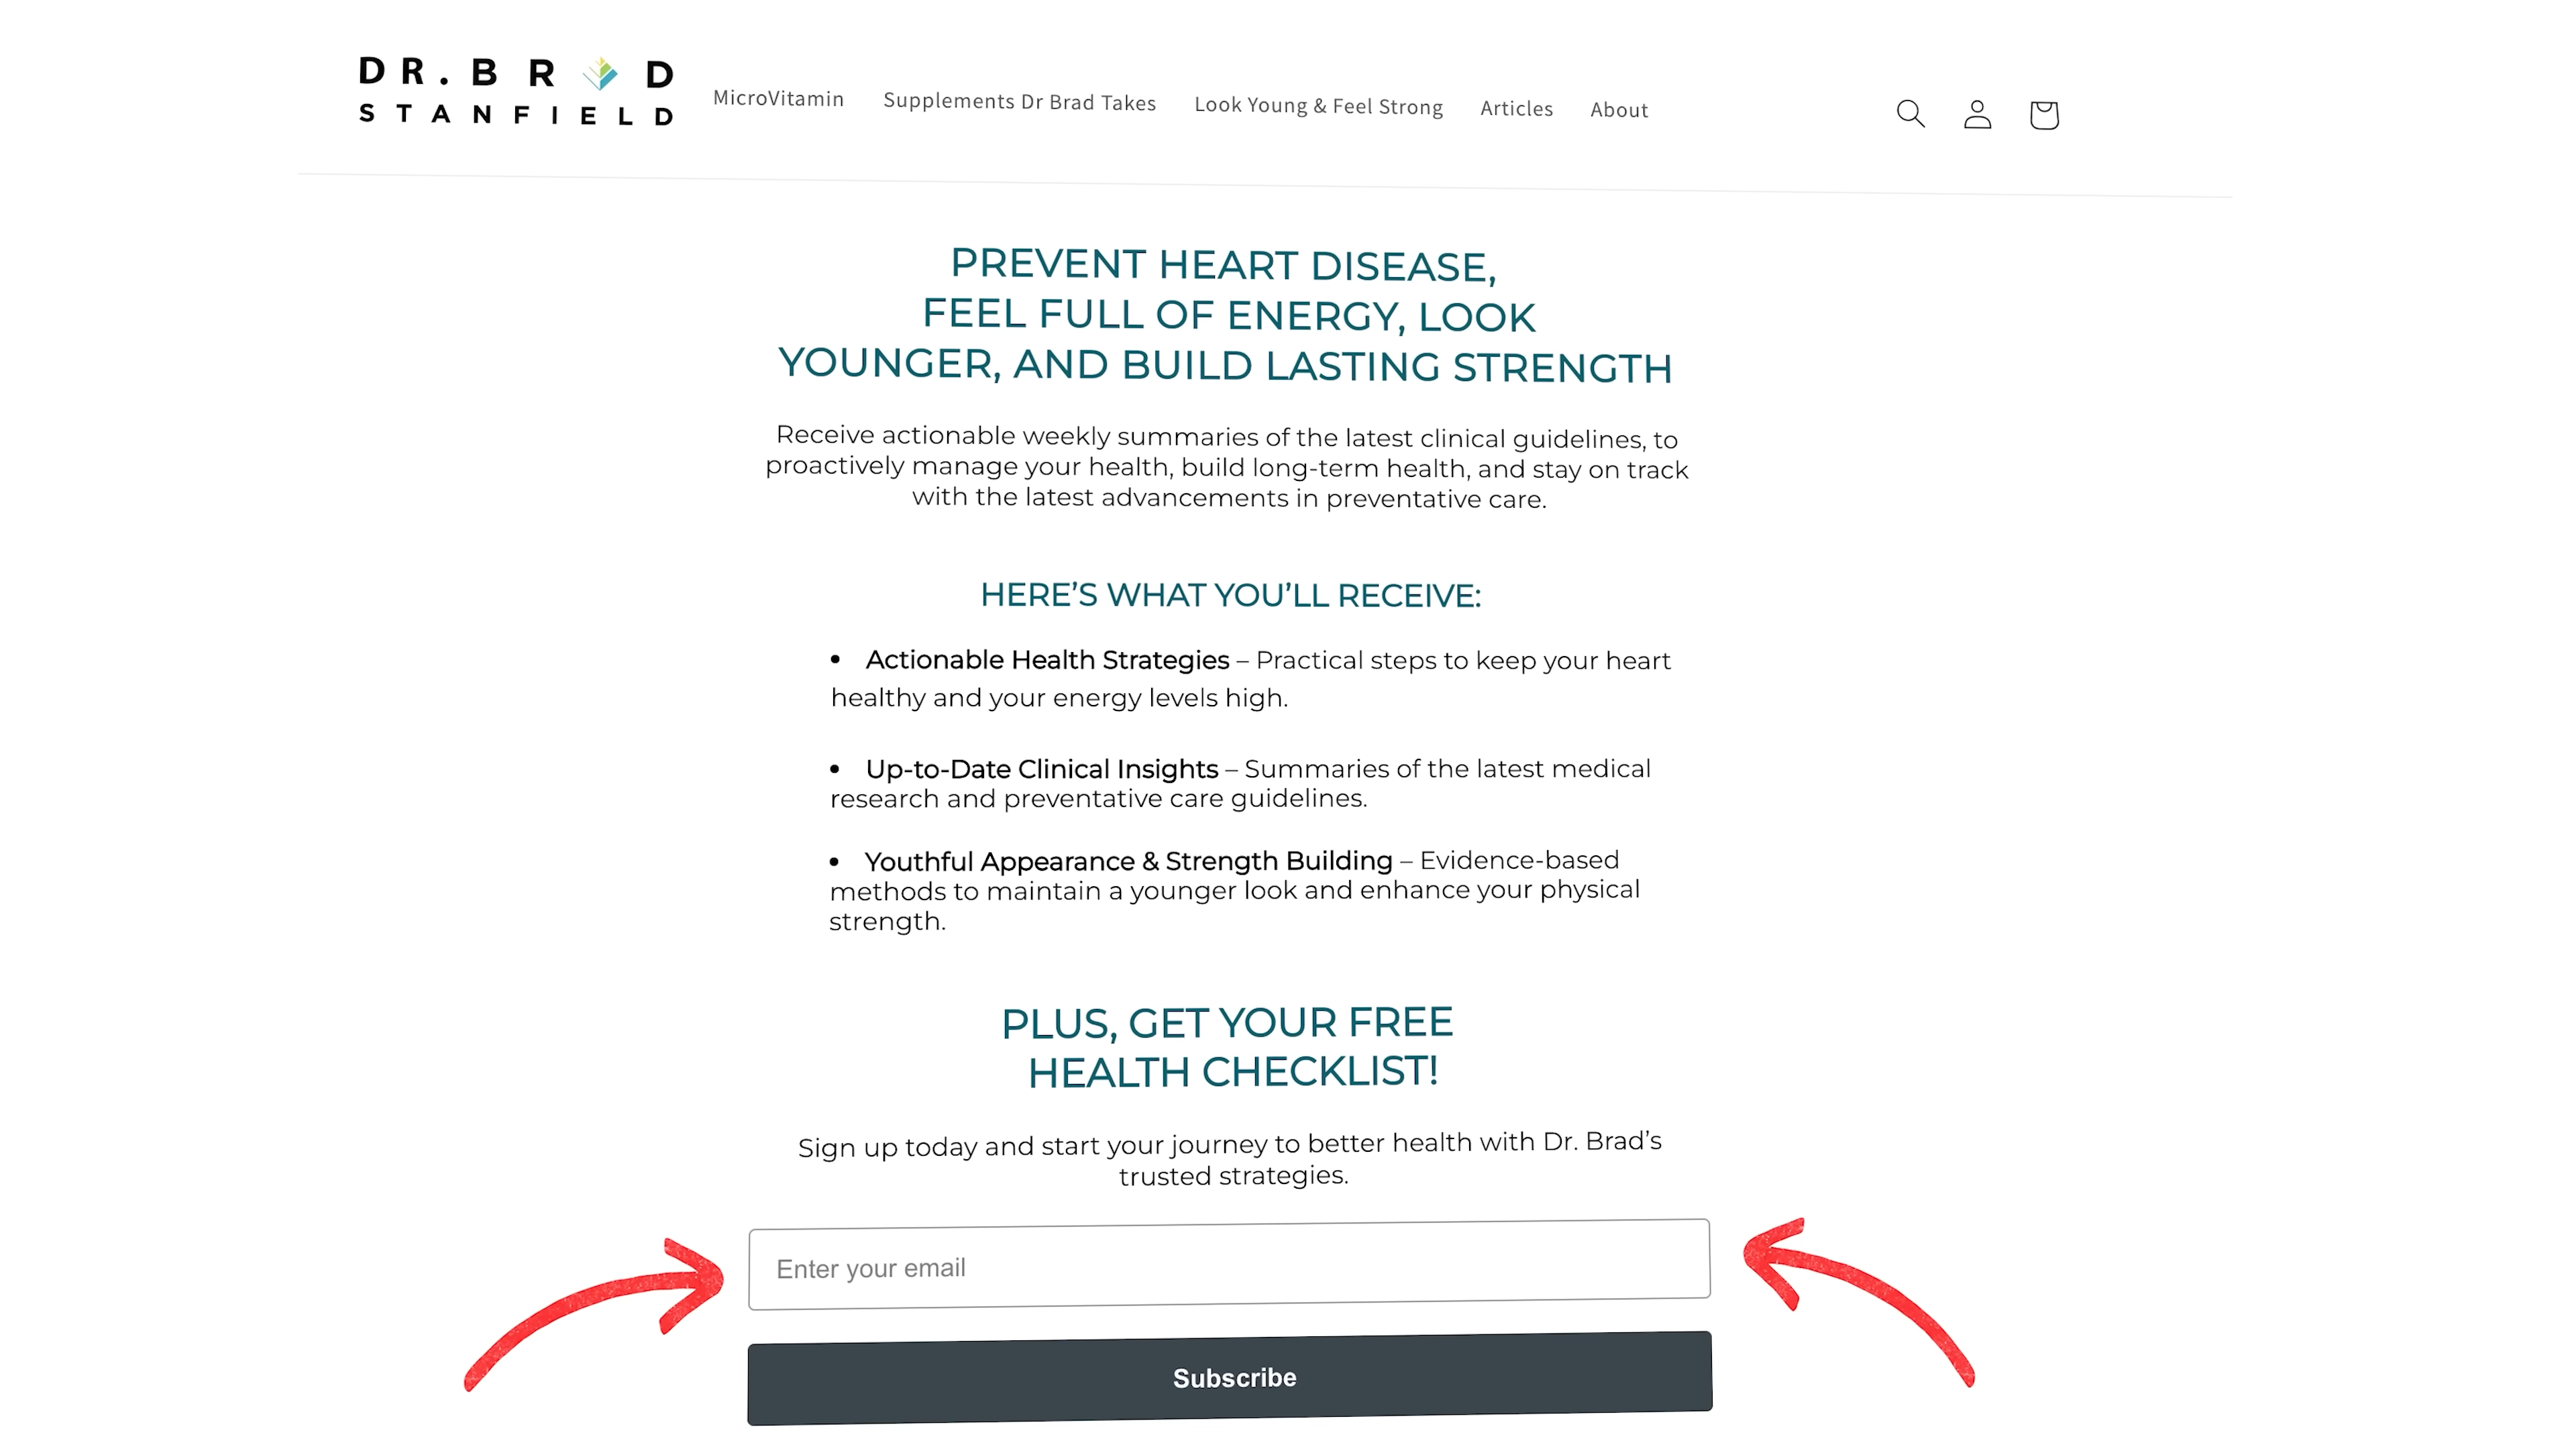 DR. BRAD
STANFIELD
MicroVitamin
Supplements Dr Brad Takes
Look Young & Feel Strong
Articles
About
PREVENT HEART DISEASE,
FEEL FULL OF ENERGY, LOOK
YOUNGER, AND BUILD LASTING STRENGTH
Receive actionable weekly summaries of the latest clinical guidelines, to
proactively manage your health, build long-term health, and stay on track
with the latest advancements in preventative care.
HERE’S WHAT YOU’LL RECEIVE:
• Actionable Health Strategies – Practical steps to keep your heart
healthy and your energy levels high.
• Up-to-Date Clinical Insights – Summaries of the latest medical
research and preventative care guidelines.
• Youthful Appearance & Strength Building – Evidence-based
methods to maintain a younger look and enhance your physical
strength.
PLUS, GET YOUR FREE
HEALTH CHECKLIST!
Sign up today and start your journey to better health with Dr. Brad’s
trusted strategies.
Enter your email
Subscribe